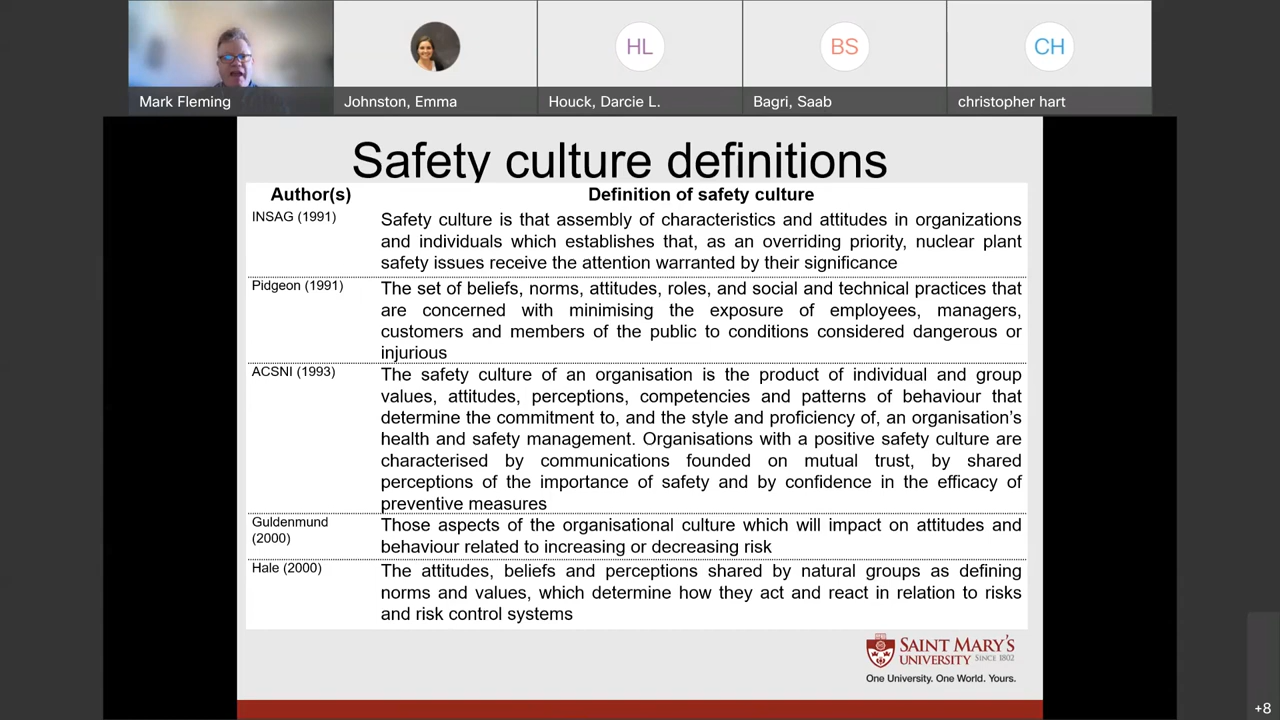 Mark Fleming
Johnston, Emma
HL
Houck, Darcie L.
BS
Bagri, Saab
CH
christopher hart
Safety culture definitions
Author(s)
Definition of safety culture
INSAG (1991)
Safety culture is that assembly of characteristics and attitudes in organizations
and individuals which establishes that, as an overriding priority, nuclear plant
safety issues receive the attention warranted by their significance
Pidgeon (1991)
The set of beliefs, norms, attitudes, roles, and social and technical practices that
are concerned with minimising the exposure of employees, managers,
customers and members of the public to conditions considered dangerous or
injurious
ACSNI (1993)
The safety culture of an organisation is the product of individual and group
values, attitudes, perceptions, competencies and patterns of behaviour that
determine the commitment to, and the style and proficiency of, an organisation's
health and safety management. Organisations with a positive safety culture are
characterised by communications founded on mutual trust, by shared
perceptions of the importance of safety and by confidence in the efficacy of
preventive measures
Guldenmund
(2000)
Those aspects of the organisational culture which will impact on attitudes and
behaviour related to increasing or decreasing risk
Hale (2000)
The attitudes, beliefs and perceptions shared by natural groups as defining
norms and values, which determine how they act and react in relation to risks
and risk control systems
SAINT MARY'S
UNIVERSITY SINCE 1802
One University. One World. Yours.
+8